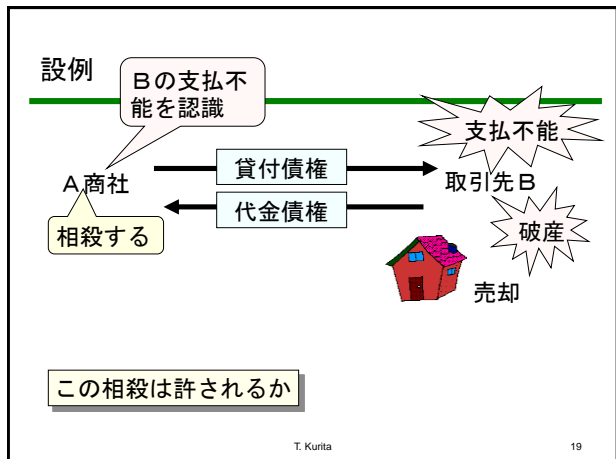 設例
Ｂの支払不
能を認識
支払不能
Ａ商社
貸付債権
取引先Ｂ
代金債権
相殺する
破産
売却
この相殺は許されるか
T. Kurita
19